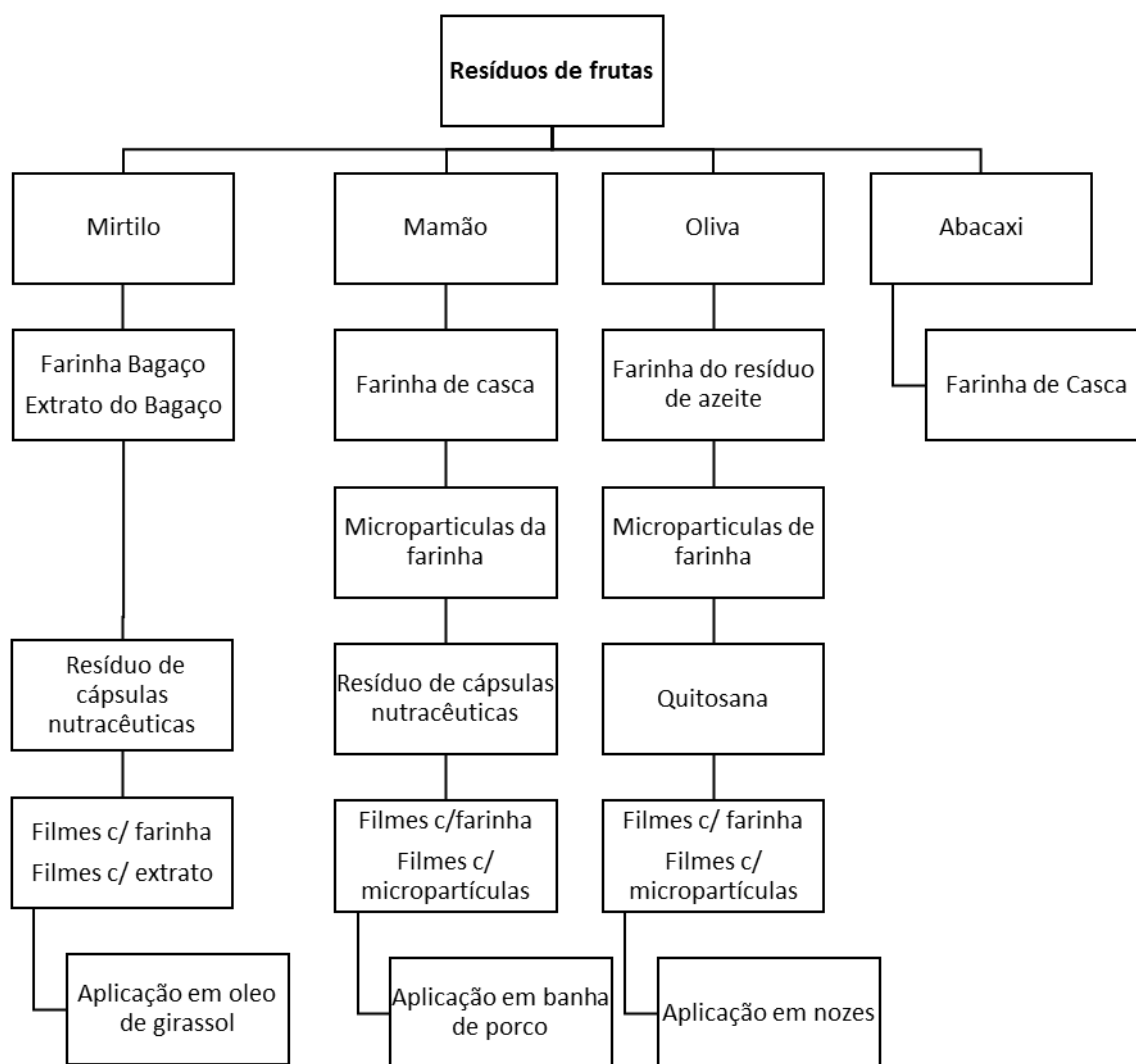 Resíduos de frutas
Mirtilo
Mamão
Oliva
Abacaxi
Farinha Bagaço
Extrato do Bagaço
Farinha de casca
Farinha do resíduo
de azeite
Farinha de Casca
Microparticulas da
farinha
Microparticulas de
farinha
Resíduo de
cápsulas
nutracêuticas
Resíduo de cápsulas
nutracêuticas
Quitosana
Filmes c/ farinha
Filmes c/ extrato
Filmes c/farinha
Filmes c/
micropartículas
Filmes c/ farinha
Filmes c/
micropartículas
Aplicação em oleo
de girassol
Aplicação em banha
de porco
Aplicação em nozes